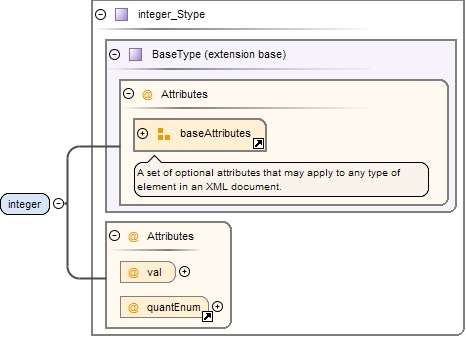 integer_Stype
BaseType (extension base)
@ Attributes
baseAttributes
A set of optional attributes that may apply to any type of
element in an XML document.
integer
@ Attributes
@ val
@ quantEnum